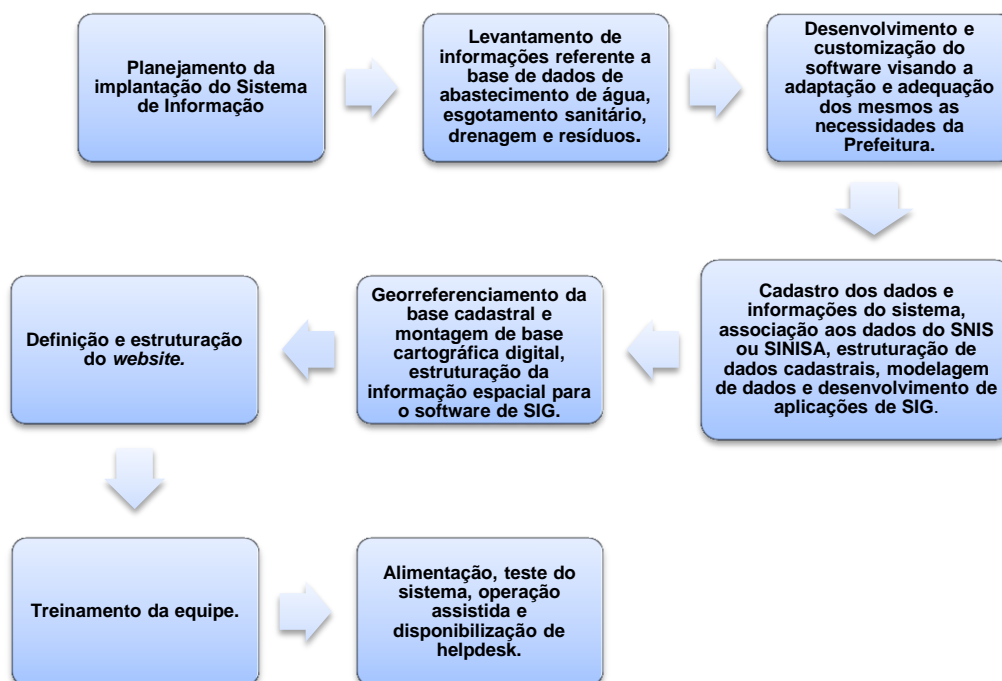 Planejamento da
implantação do Sistema
de Informação
Levantamento de
informações referente a
base de dados de
abastecimento de água,
esgotamento sanitário,
drenagem e resíduos.
Desenvolvimento e
customização do
software visando a
adaptação e adequação
dos mesmos as
necessidades da
Prefeitura.
Cadastro dos dados e
informações do sistema,
associação aos dados do SNIS
ou SINISA, estruturação de
dados cadastrais, modelagem
de dados e desenvolvimento de
aplicações de SIG.
Georreferenciamento da
base cadastral e
montagem de base
cartográfica digital,
estruturação da
informação espacial para
o software de SIG.
Definição e estruturação
do website.
Treinamento da equipe.
Alimentação, teste do
sistema, operação
assistida e
disponibilização de
helpdesk.